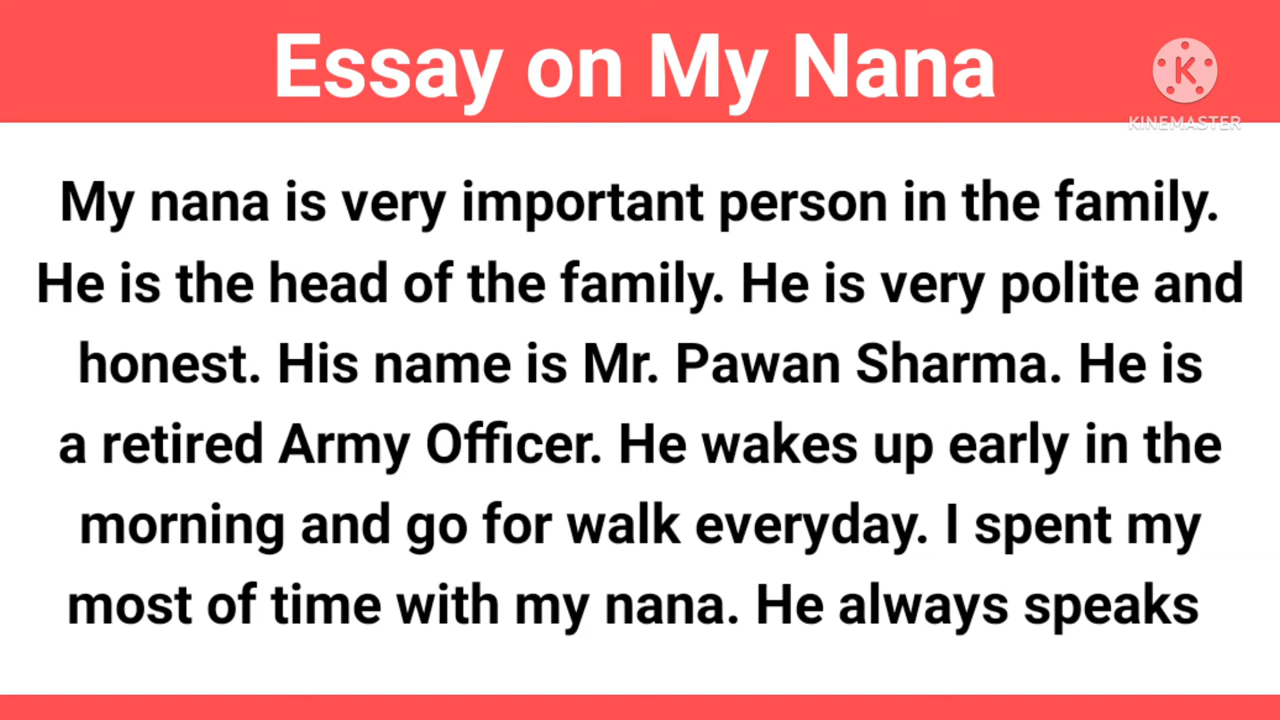 Essay on My Nana
K
KINEMASTER
My nana is very important person in the family.
He is the head of the family. He is very polite and
honest. His name is Mr. Pawan Sharma. He is
a retired Army Officer. He wakes up early in the
morning and go for walk everyday. I spent my
most of time with my nana. He always speaks